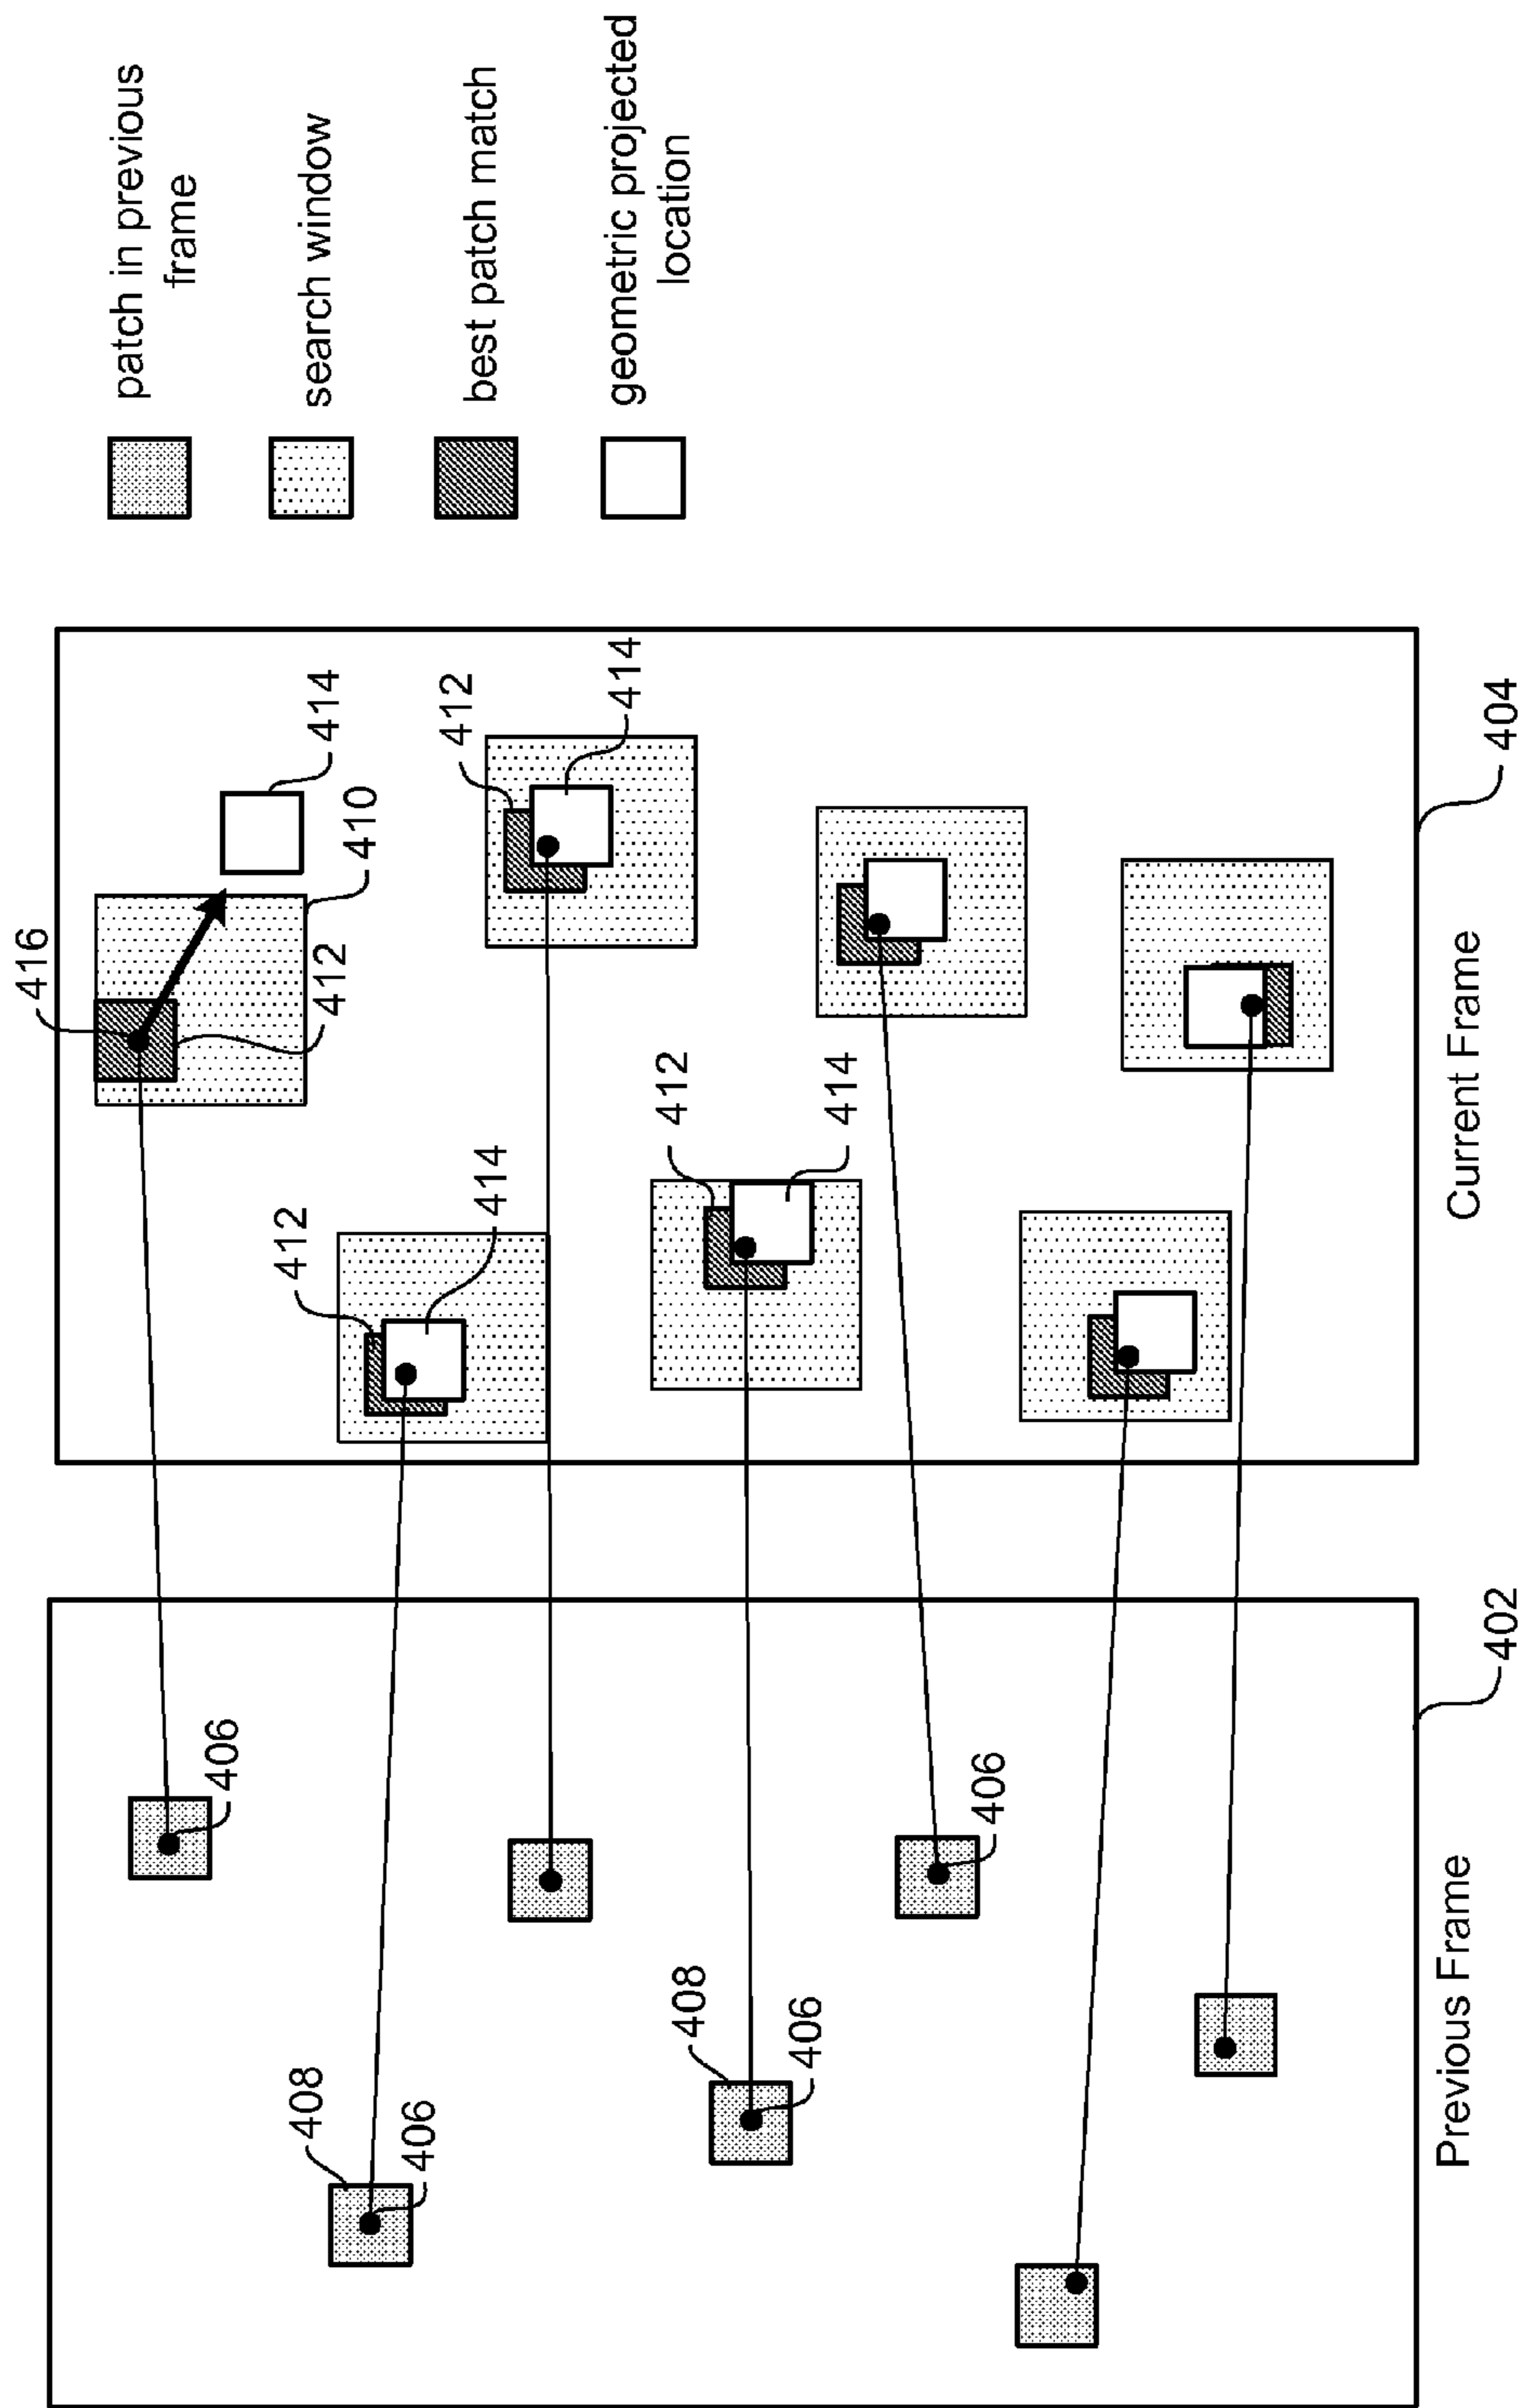 patch in previous
frame
search window
best patch match
geometric projected
location
416
414
410
412
412
414
412
414
412
414
404
Current Frame
406
408
406
408
406
406
402
Previous Frame